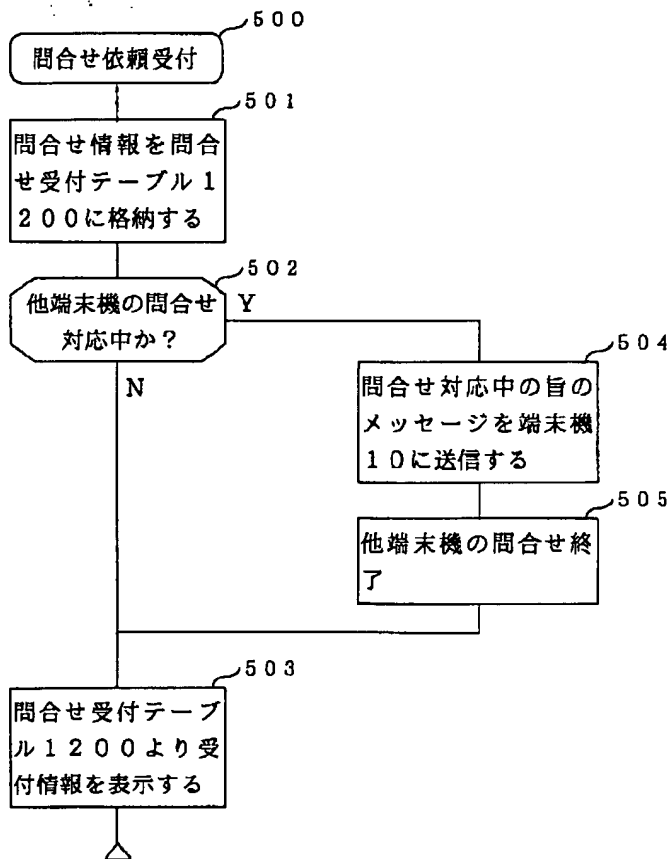 500
問合せ依頼受付
501
問合せ情報を問合
せ受付テーブル1
200に格納する
502
他端末機の問合せ
対応中か?
Y
N
504
問合せ対応中の旨の
メッセージを端末機
10に送信する
505
他端末機の問合せ終
了
503
問合せ受付テーブ
ル1200より受
付情報を表示する